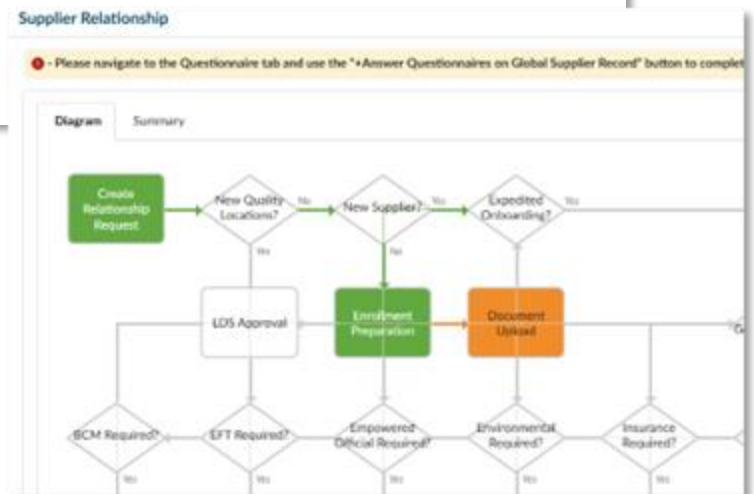 Supplier Relationship
- Please navigate to the Questionnaire tab and use the "+Answer Questionnaires on Global Supplier Record" button to complet
Diagram Summary
Create
Relationship
Request
New Quality
Locations?
No
New Supplier?
Yes
Expedited
Onboarding?
Yes
Yes
No
LDS Approval
Enrollment
Preparation
Document
Upload
BCM Required?
EFT Required?
Empowered
Official Required?
Environmental
Required?
Insurance
Required?
Yes
Yes
Yes
Yes
Yes